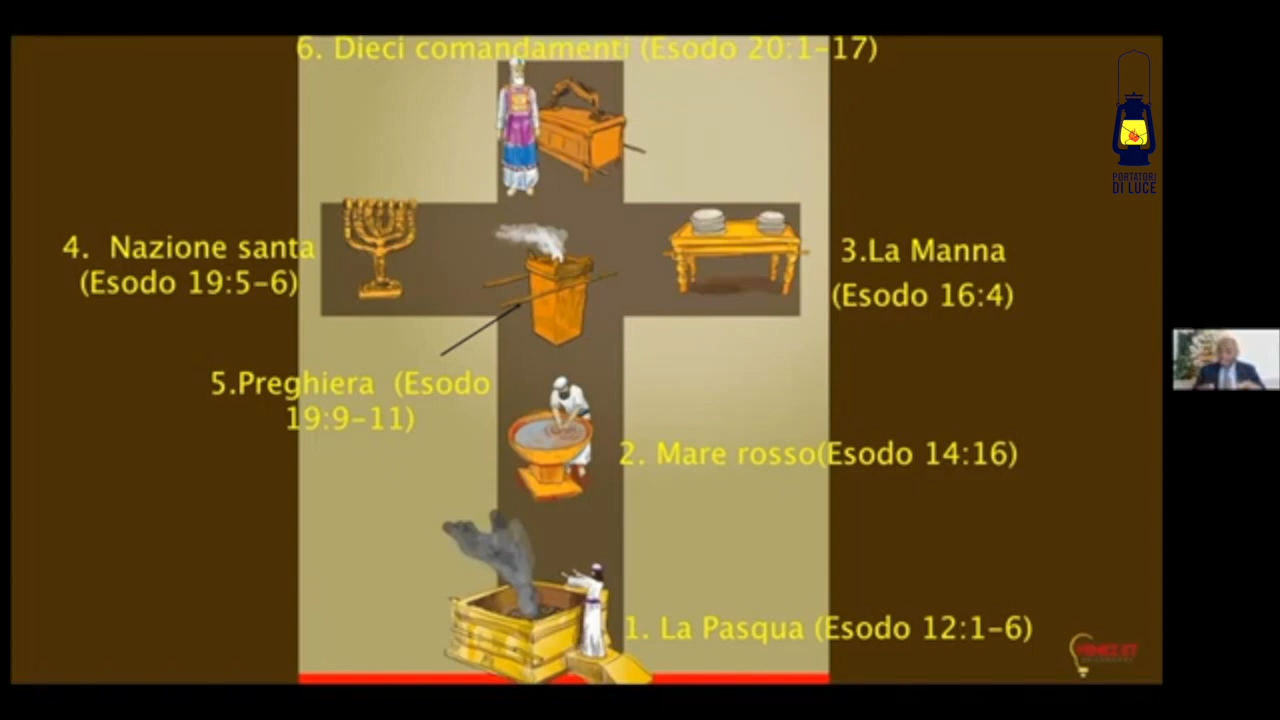 6. Dieci comandamenti (Esodo 20:1-17)
PORTATORI
DI LUCE
4. Nazione santa
(Esodo 19:5-6)
3.La Manna
(Esodo 16:4)
5.Preghiera (Esodo
19:9-11)
2. Mare rosso(Esodo 14:16)
1. La Pasqua (Esodo 12:1-6)